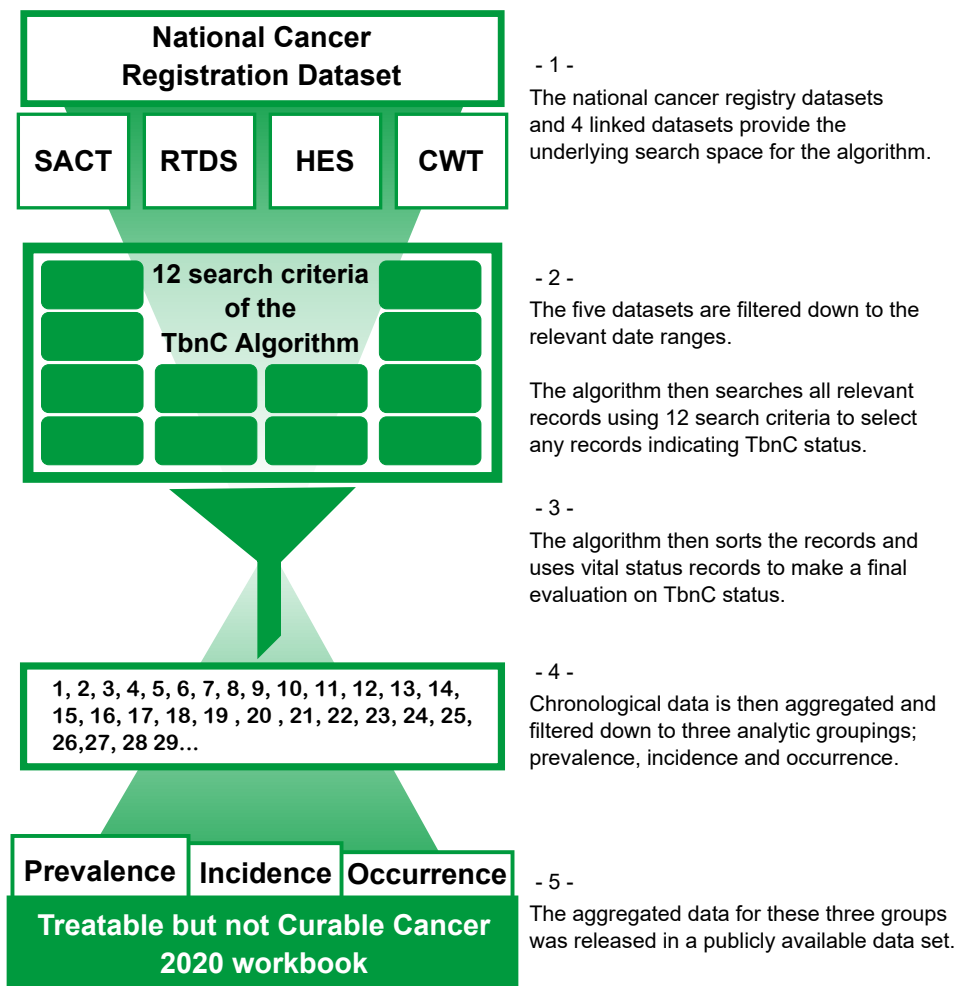 National Cancer
Registration Dataset
SACT
RTDS
HES
CWT
- 1 -
The national cancer registry datasets
and 4 linked datasets provide the
underlying search space for the algorithm.
12 search criteria
of the
TbnC Algorithm
- 2 -
The five datasets are filtered down to the
relevant date ranges.
The algorithm then searches all relevant
records using 12 search criteria to select
any records indicating TbnC status.
- 3 -
The algorithm then sorts the records and
uses vital status records to make a final
evaluation on TbnC status.
1, 2, 3, 4, 5, 6, 7, 8, 9, 10, 11, 12, 13, 14,
15, 16, 17, 18, 19 , 20 , 21, 22, 23, 24, 25,
26,27, 28 29...
- 4 -
Chronological data is then aggregated and
filtered down to three analytic groupings;
prevalence, incidence and occurrence.
Prevalence
Incidence
Occurrence
Treatable but not Curable Cancer
2020 workbook
- 5 -
The aggregated data for these three groups
was released in a publicly available data set.